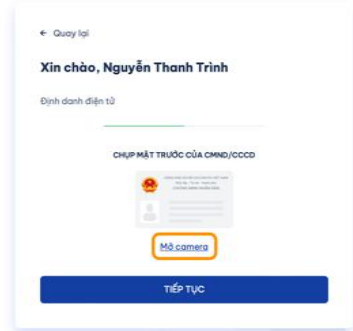 ← Quay lại
Xin chào, Nguyễn Thanh Trình
Định danh điện tử
CHỤP MẶT TRƯỚC CỦA CMND/CCCD
Mở camera
TIẾP TỤC